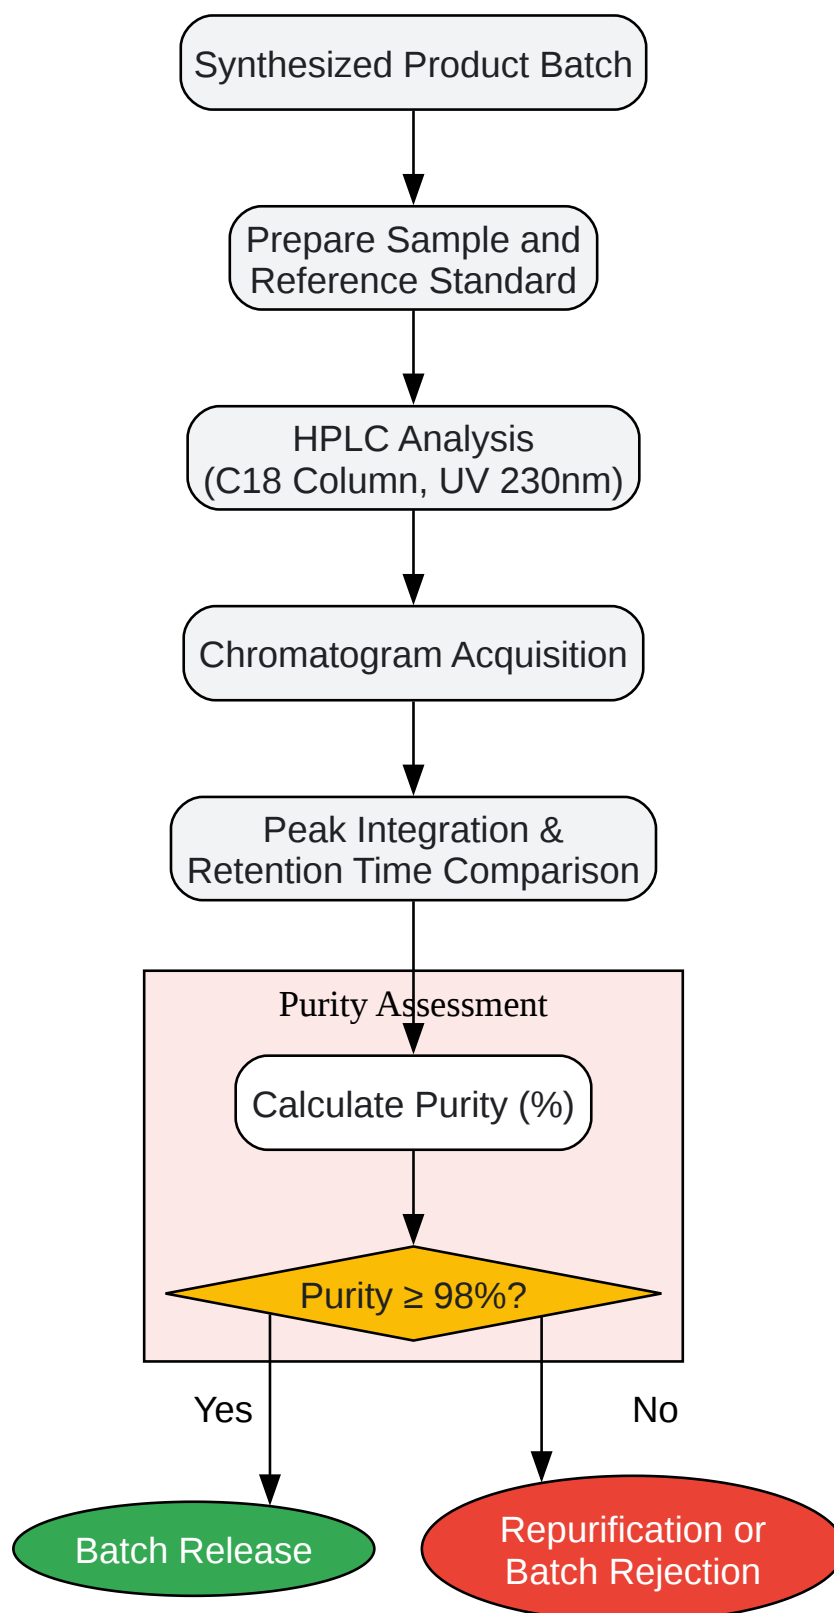 Synthesized Product Batch
Prepare Sample and
Reference Standard
HPLC Analysis
(C18 Column, UV 230nm)
Chromatogram Acquisition
Peak Integration &
Retention Time Comparison
Purity Assessment
Calculate Purity (%)
Purity ≥ 98%?
Yes
No
Batch Release
Repurification or
Batch Rejection